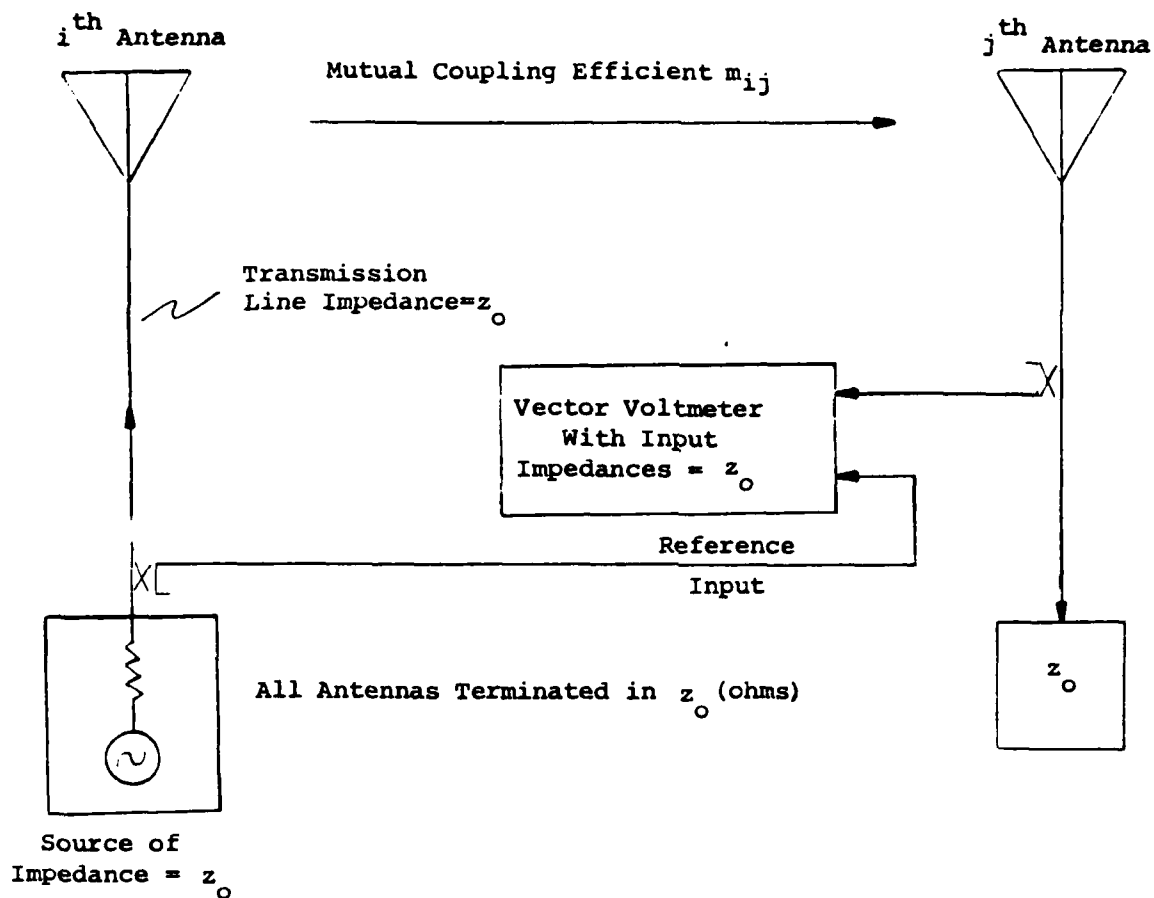 i^th Antenna
j^th Antenna
Mutual Coupling Efficient m_ij
Transmission
Line Impedance=z_o
Vector Voltmeter
With Input
Impedances = z_o
Reference
Input
z_o
All Antennas Terminated in z_o (ohms)
Source of
Impedance = z_o